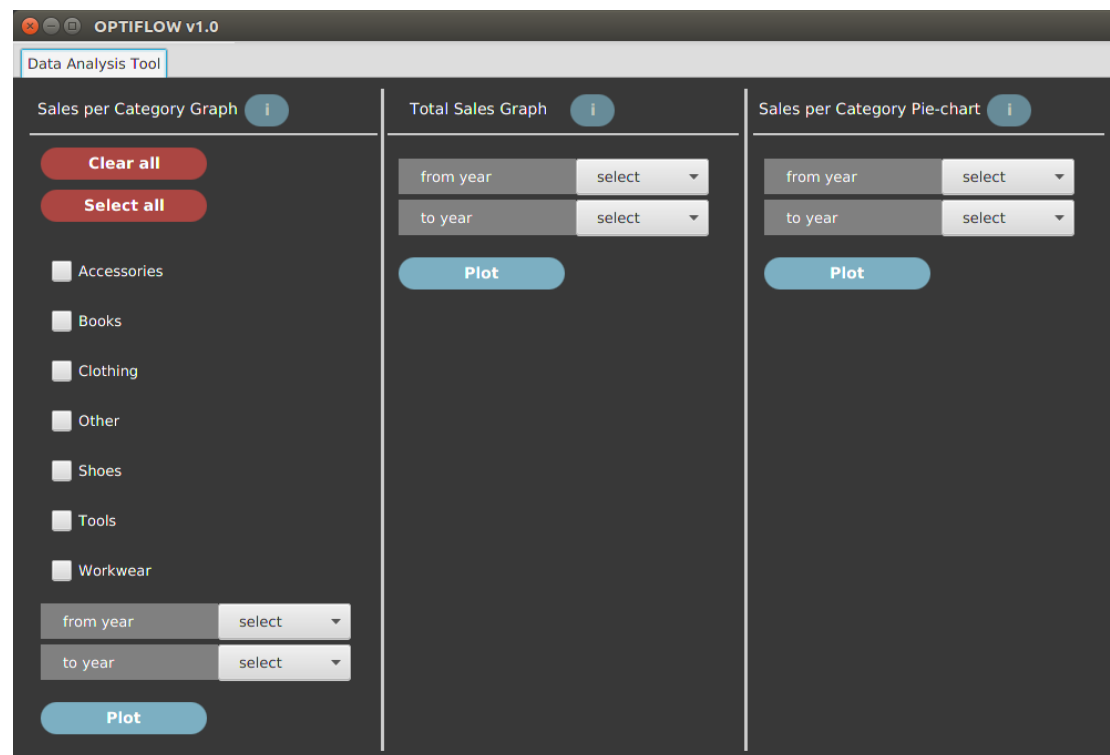 OPTIFLOW v1.0
Data Analysis Tool
Sales per Category Graph i
Clear all
Select all
Accessories
Books
Clothing
Other
Shoes
Tools
Workwear
from year select
to year select
Plot
Total Sales Graph i
from year select
to year select
Plot
Sales per Category Pie-chart i
from year select
to year select
Plot